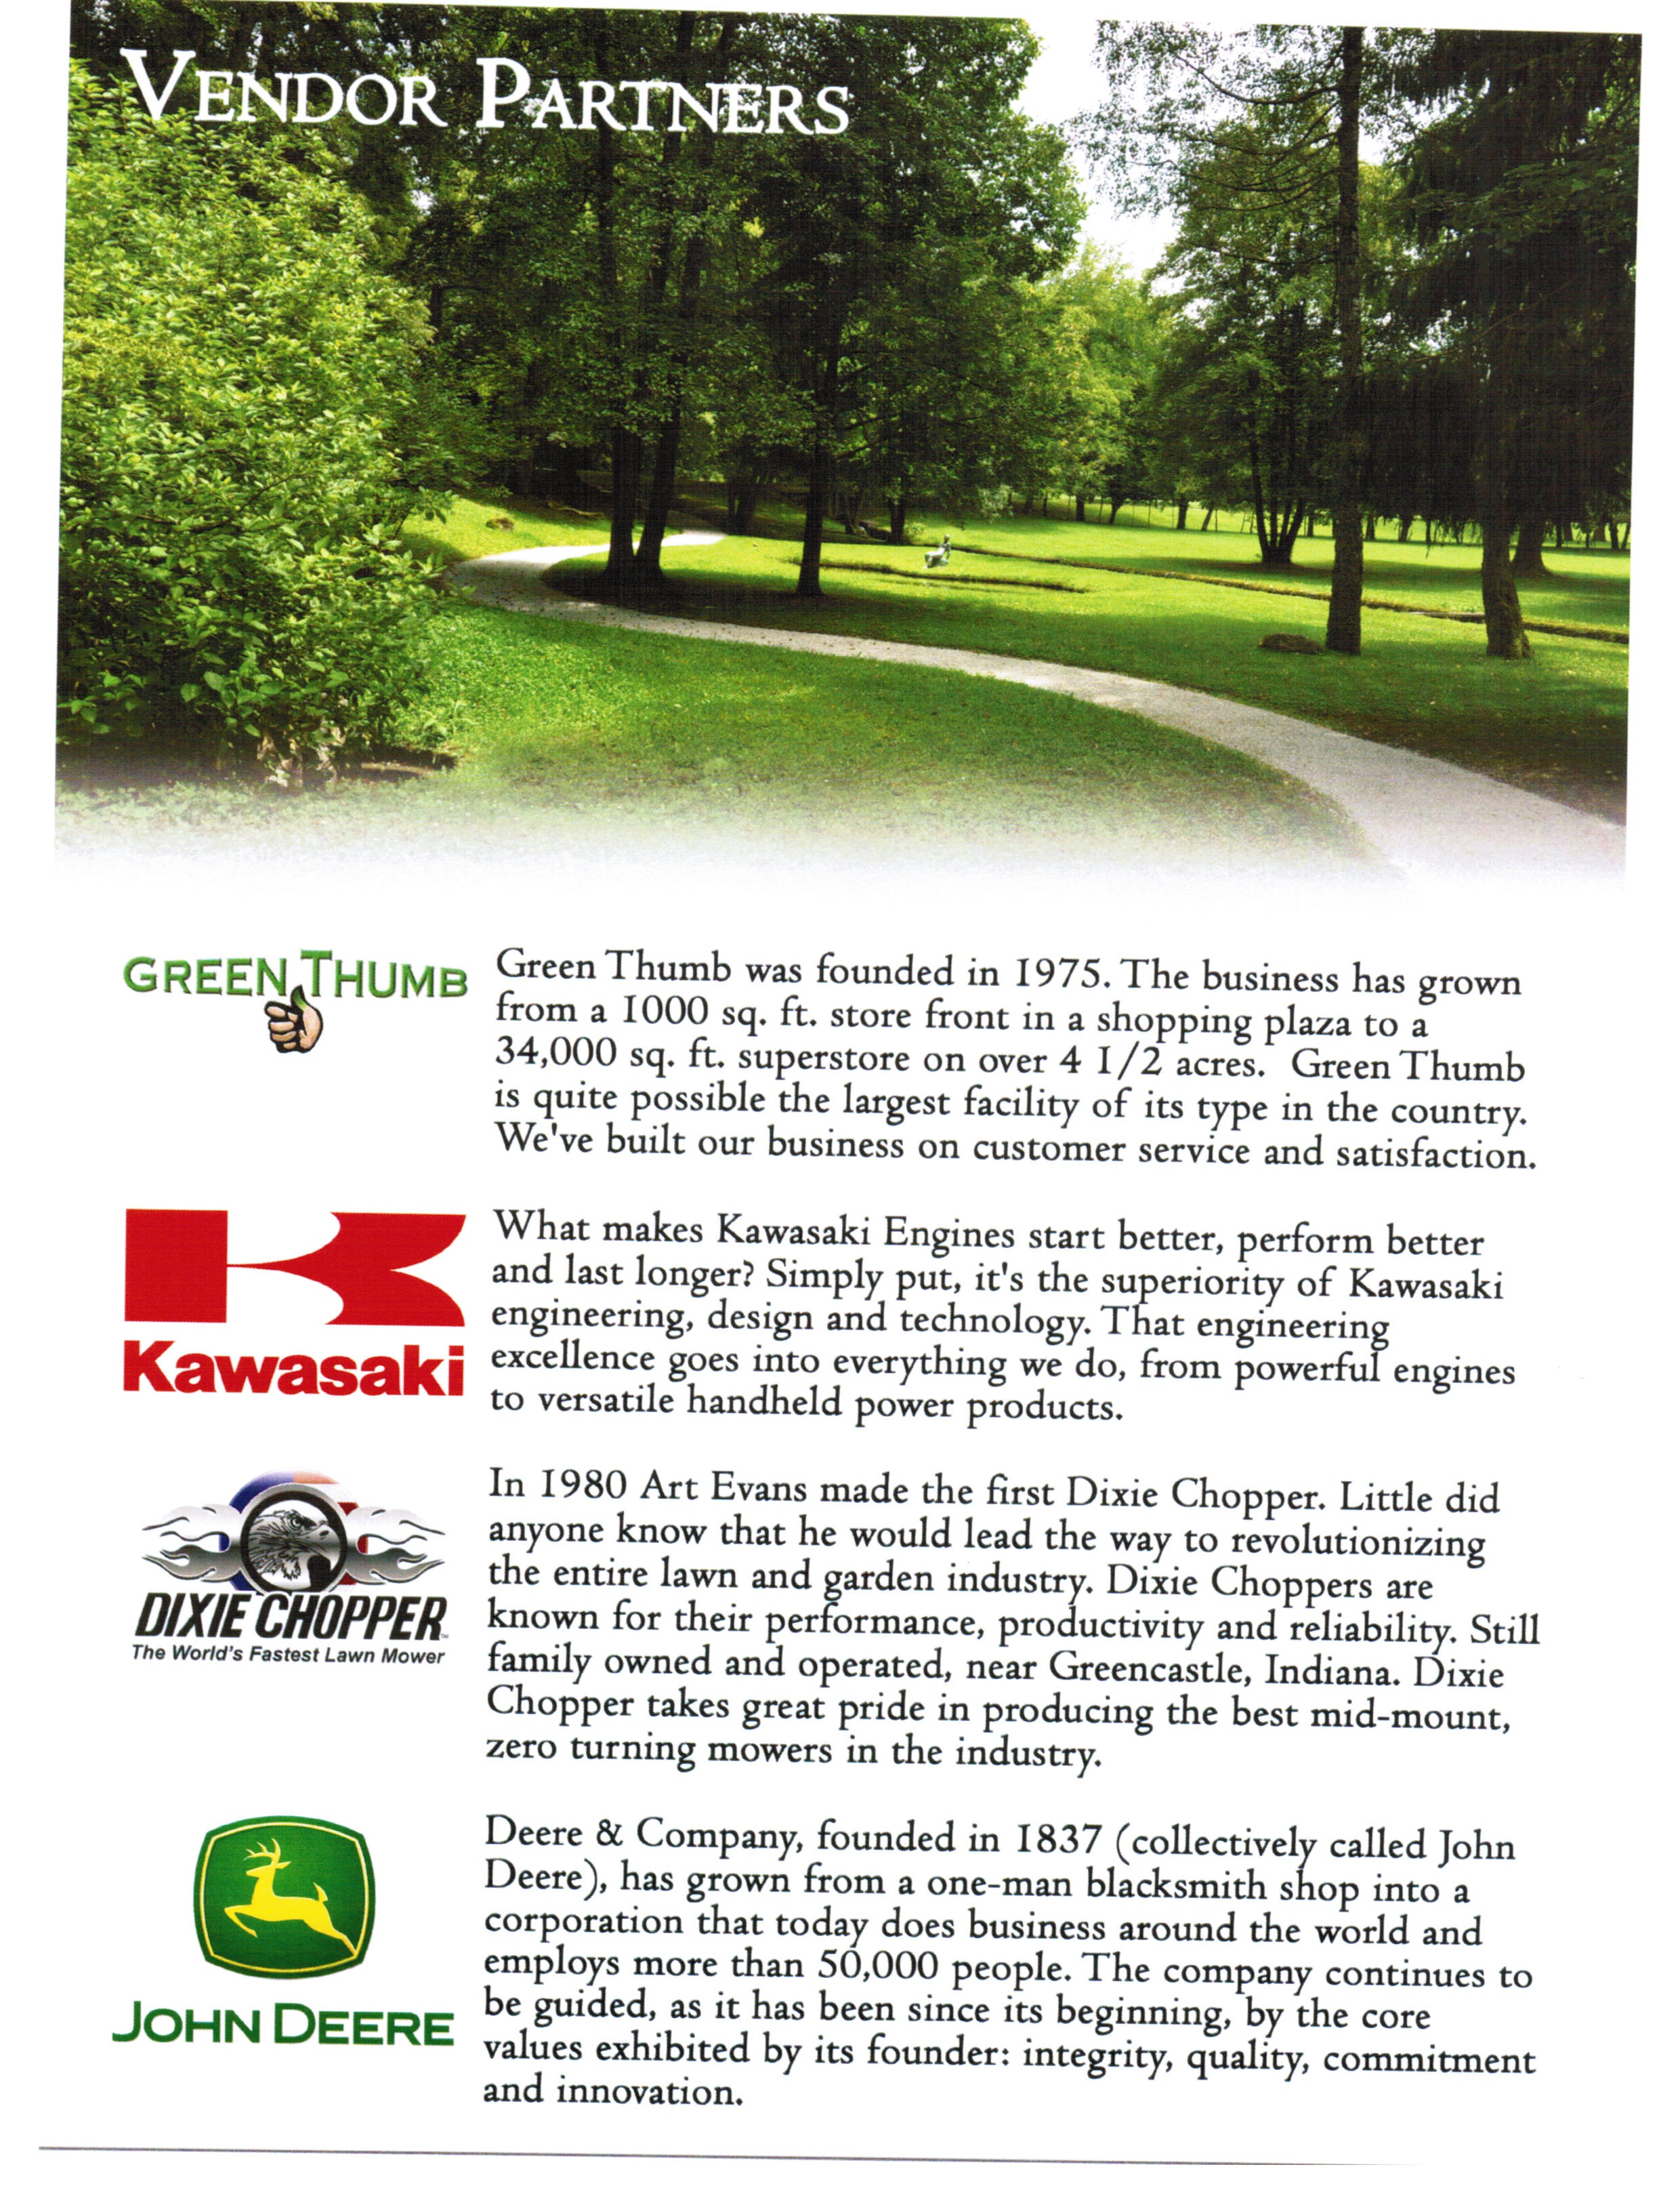 VENDOR PARTNERS
GREEN THUMB
Green Thumb was founded in 1975. The business has grown
from a 1000 sq. ft. store front in a shopping plaza to a
34,000 sq. ft. superstore on over 4 1/2 acres.  Green Thumb
is quite possible the largest facility of its type in the country.
We've built our business on customer service and satisfaction.
Kawasaki
What makes Kawasaki Engines start better, perform better
and last longer? Simply put, it's the superiority of Kawasaki
engineering, design and technology. That engineering
excellence goes into everything we do, from powerful engines
to versatile handheld power products.
DIXIE CHOPPER™
The World's Fastest Lawn Mower
In 1980 Art Evans made the first Dixie Chopper. Little did
anyone know that he would lead the way to revolutionizing
the entire lawn and garden industry. Dixie Choppers are
known for their performance, productivity and reliability. Still
family owned and operated, near Greencastle, Indiana. Dixie
Chopper takes great pride in producing the best mid-mount,
zero turning mowers in the industry.
JOHN DEERE
Deere & Company, founded in 1837 (collectively called John
Deere), has grown from a one-man blacksmith shop into a
corporation that today does business around the world and
employs more than 50,000 people. The company continues to
be guided, as it has been since its beginning, by the core
values exhibited by its founder: integrity, quality, commitment
and innovation.